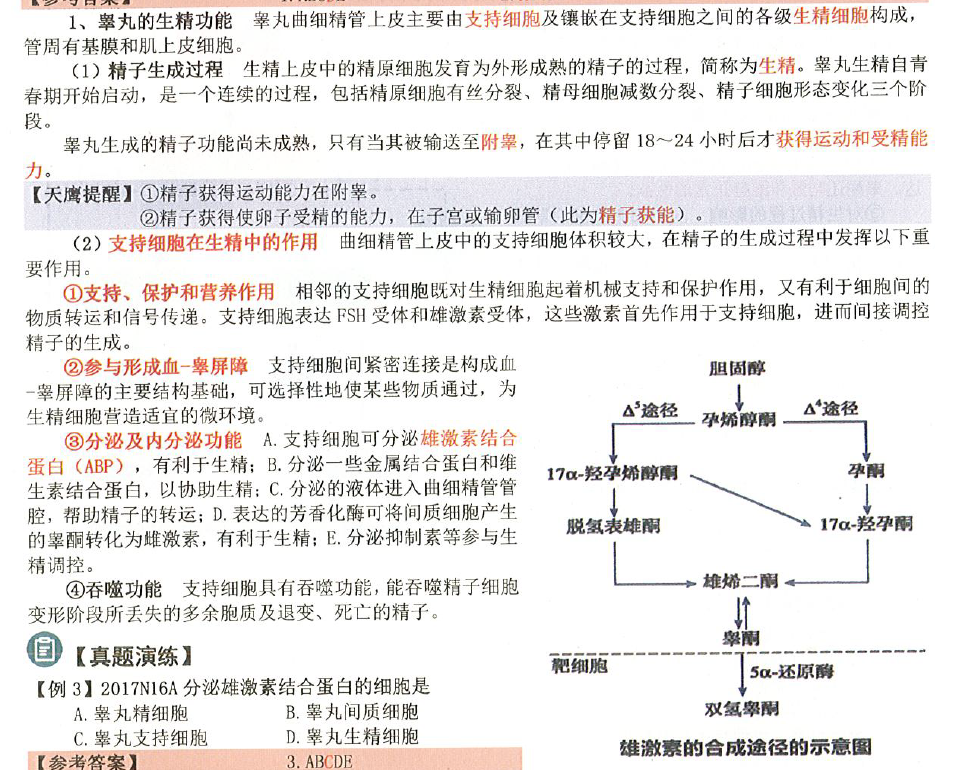 【参考答案】
1、睾丸的生精功能 睾丸曲细精管上皮主要由支持细胞及镶嵌在支持细胞之间的各级生精细胞构成，
管周有基膜和肌上皮细胞。
（1）精子生成过程 生精上皮中的精原细胞发育为外形成熟的精子的过程，简称为生精。睾丸生精自青
春期开始启动，是一个连续的过程，包括精原细胞有丝分裂、精母细胞减数分裂、精子细胞形态变化三个阶
段。
睾丸生成的精子功能尚未成熟，只有当其被输送至附睾，在其中停留 18～24 小时后才获得运动和受精能
力。
【天鹰提醒】①精子获得运动能力在附睾。
②精子获得使卵子受精的能力，在子宫或输卵管（此为精子获能）。
（2）支持细胞在生精中的作用 曲细精管上皮中的支持细胞体积较大，在精子的生成过程中发挥以下重
要作用。
①支持、保护和营养作用 相邻的支持细胞既对生精细胞起着机械支持和保护作用，又有利于细胞间的
物质转运和信号传递。支持细胞表达 FSH 受体和雄激素受体，这些激素首先作用于支持细胞，进而间接调控
精子的生成。
②参与形成血-睾屏障 支持细胞间紧密连接是构成血
-睾屏障的主要结构基础，可选择性地使某些物质通过，为
生精细胞营造适宜的微环境。
③分泌及内分泌功能 A.支持细胞可分泌雄激素结合
蛋白（ABP），有利于生精；B.分泌一些金属结合蛋白和维
生素结合蛋白，以协助生精；C.分泌的液体进入曲细精管管
腔，帮助精子的转运；D.表达的芳香化酶可将间质细胞产生
的睾酮转化为雌激素，有利于生精；E.分泌抑制素等参与生
精调控。
④吞噬功能 支持细胞具有吞噬功能，能吞噬精子细胞
变形阶段所丢失的多余胞质及退变、死亡的精子。
【真题演练】
【例 3】2017N16A 分泌雄激素结合蛋白的细胞是
A.睾丸精细胞 B.睾丸间质细胞
C.睾丸支持细胞 D.睾丸生精细胞
【参考答案】 3.ABCDE
胆固醇
Δ⁵途径 孕烯醇酮 Δ⁴途径
17α-羟孕烯醇酮 孕酮
脱氢表雄酮 17α-羟孕酮
雄烯二酮
睾酮
靶细胞 5α-还原酶
双氢睾酮
雄激素的合成途径的示意图